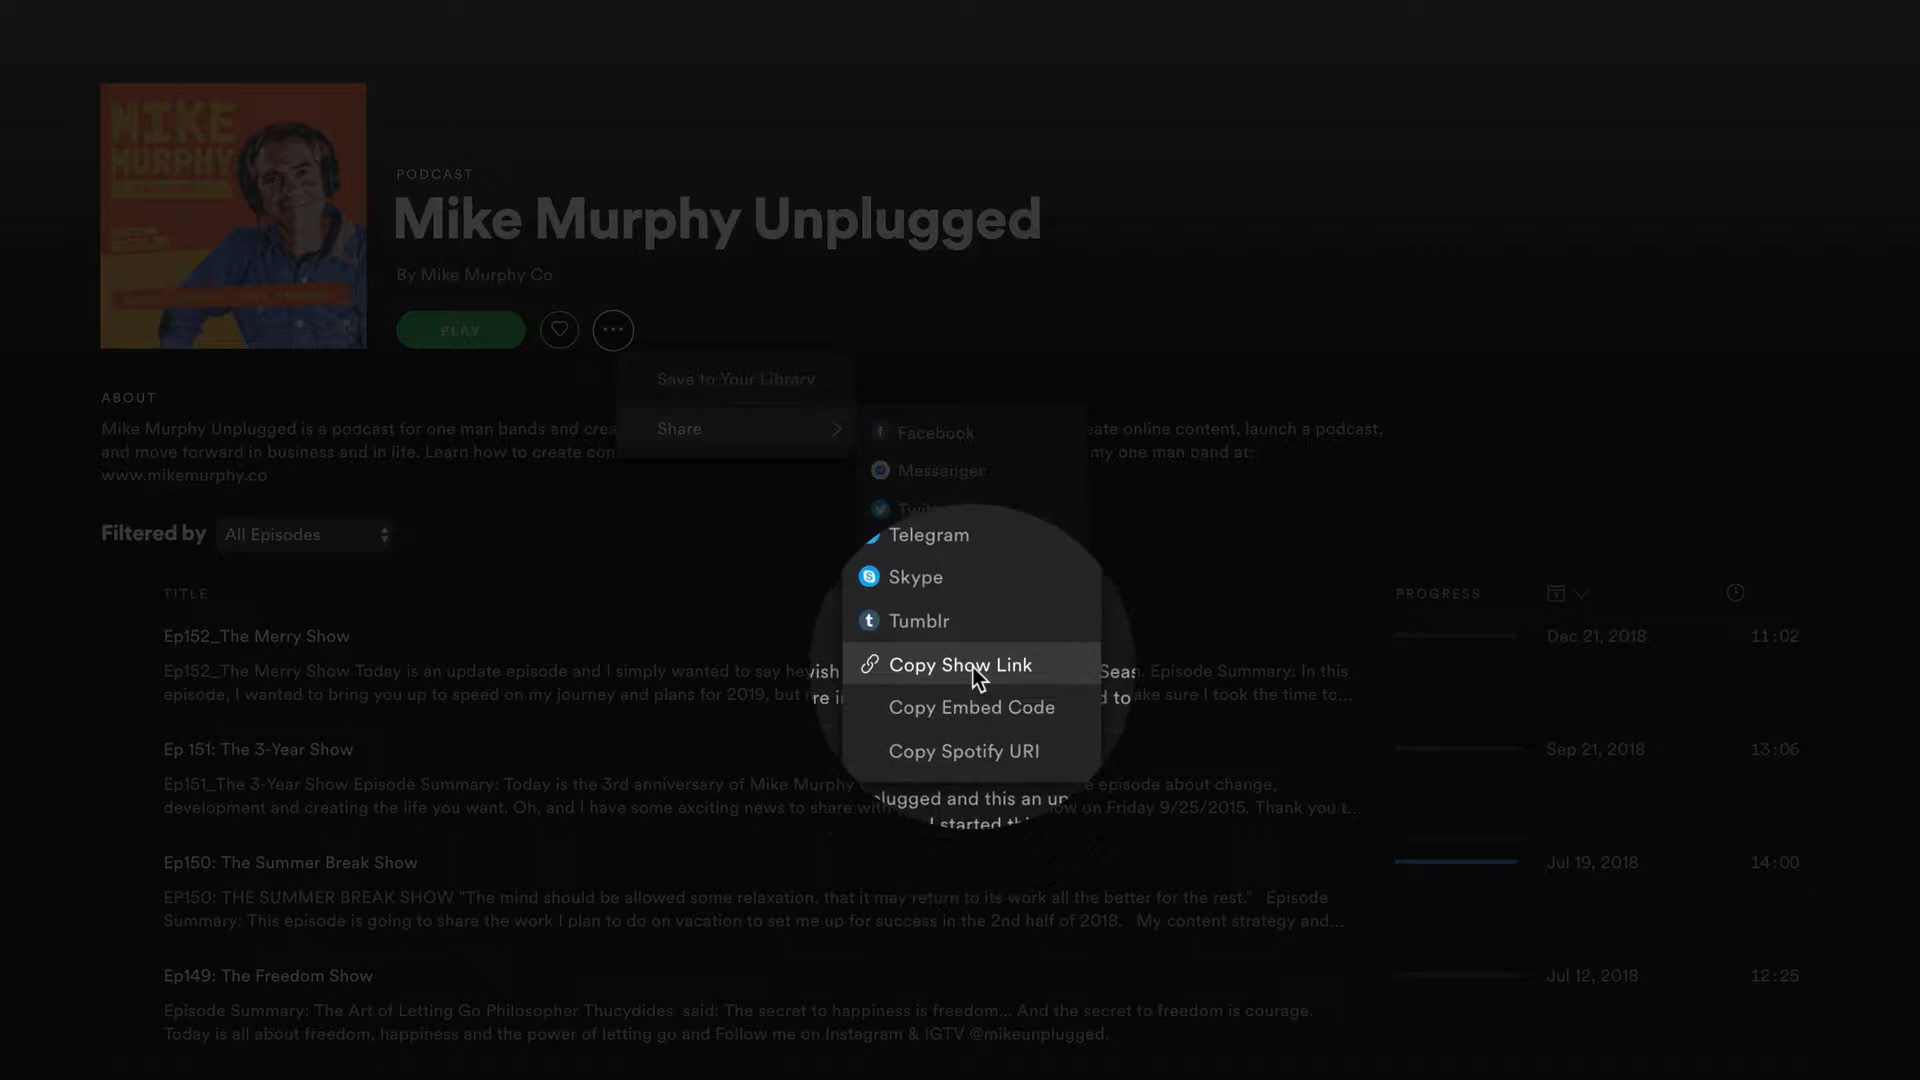 MIKE
MURPHY
PODCAST
Mike Murphy Unplugged
By Mike Murphy Co
PLAY
Save to Your Library
Share
ABOUT
Mike Murphy Unplugged is a podcast for one man bands and crea
ate online content, launch a podcast,
and move forward in business and in life. Learn how to create con
my one man band at:
www.mikemurphy.co
Facebook
Messenger
Telegram
Skype
Tumblr
Copy Show Link
Copy Embed Code
Copy Spotify URI
Filtered by All Episodes
TITLE PROGRESS
Ep152_The Merry Show Dec 21, 2018 11:02
Ep152_The Merry Show Today is an update episode and I simply wanted to say he vish Seas Episode Summary: In this
episode, I wanted to bring you up to speed on my journey and plans for 2019, but r re i d to ake sure I took the time to...
Ep 151: The 3-Year Show Sep 21, 2018 13:06
Ep151_The 3-Year Show Episode Summary: Today is the 3rd anniversary of Mike Murphy lugged and this an up e episode about change,
development and creating the life you want. Oh, and I have some exciting news to share with I started th ow on Friday 9/25/2015. Thank you t...
Ep150: The Summer Break Show Jul 19, 2018 14:00
EP150: THE SUMMER BREAK SHOW "The mind should be allowed some relaxation, that it may return to its work all the better for the rest." Episode
Summary: This episode is going to share the work I plan to do on vacation to set me up for success in the 2nd half of 2018. My content strategy and...
Ep149: The Freedom Show Jul 12, 2018 12:25
Episode Summary: The Art of Letting Go Philosopher Thucydides said: The secret to happiness is freedom... And the secret to freedom is courage.
Today is all about freedom, happiness and the power of letting go and Follow me on Instagram & IGTV @mikeunplugged.